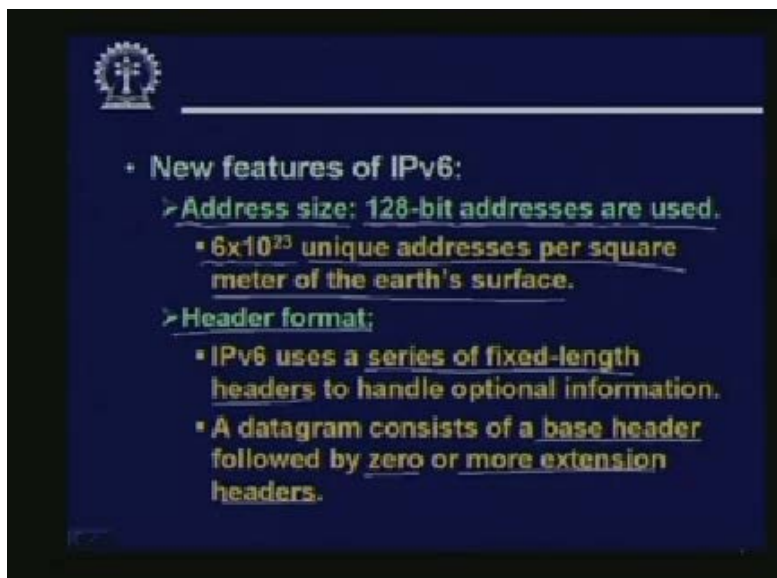 • New features of IPv6:
➢Address size: 128-bit addresses are used.
▪ 6x10²³ unique addresses per square
meter of the earth's surface.
➢Header format:
▪ IPv6 uses a series of fixed-length
headers to handle optional information.
▪ A datagram consists of a base header
followed by zero or more extension
headers.